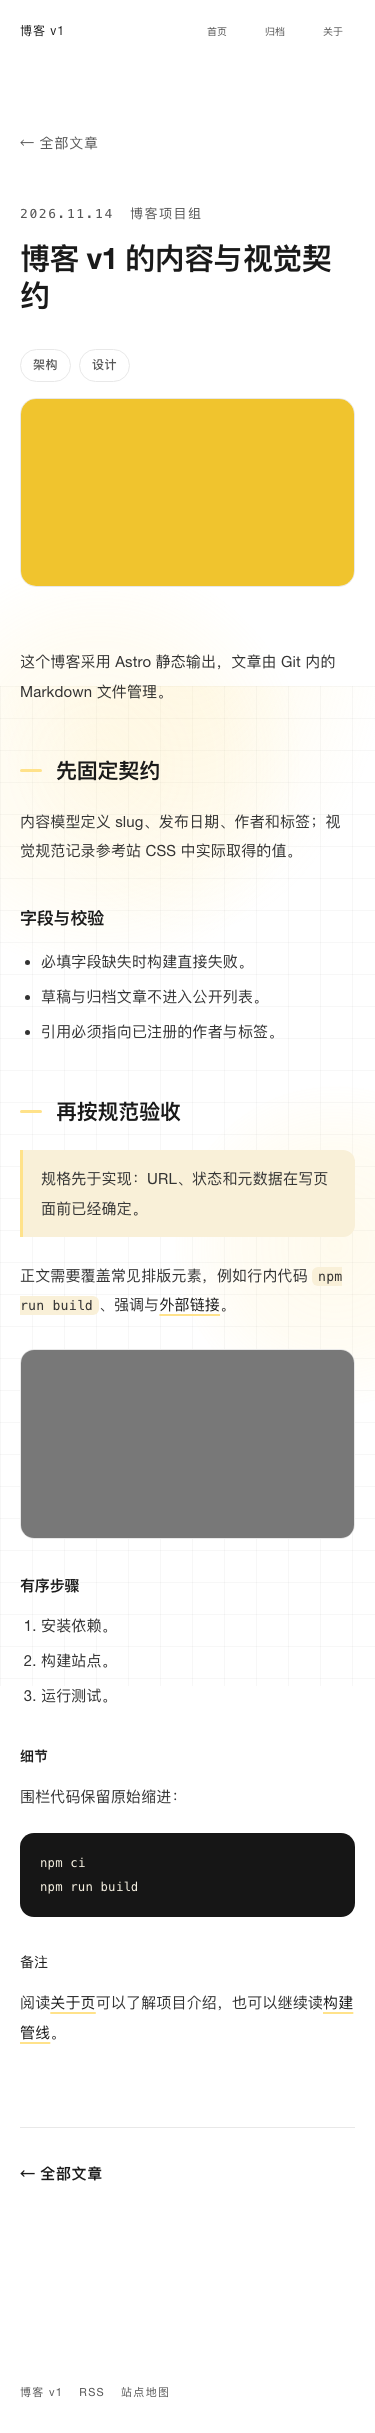 博客 v1 首页 归档 关于
← 全部文章
2026.11.14 博客项目组
博客 v1 的内容与视觉契
约
架构 设计
这个博客采用 Astro 静态输出，文章由 Git 内的
Markdown 文件管理。
先固定契约
内容模型定义 slug、发布日期、作者和标签；视
觉规范记录参考站 CSS 中实际取得的值。
字段与校验
• 必填字段缺失时构建直接失败。
• 草稿与归档文章不进入公开列表。
• 引用必须指向已注册的作者与标签。
再按规范验收
规格先于实现：URL、状态和元数据在写页
面前已经确定。
正文需要覆盖常见排版元素，例如行内代码 npm
run build、强调与外部链接。
有序步骤
1. 安装依赖。
2. 构建站点。
3. 运行测试。
细节
围栏代码保留原始缩进：
npm ci
npm run build
备注
阅读关于页可以了解项目介绍，也可以继续读构建
管线。
← 全部文章
博客 v1 RSS 站点地图